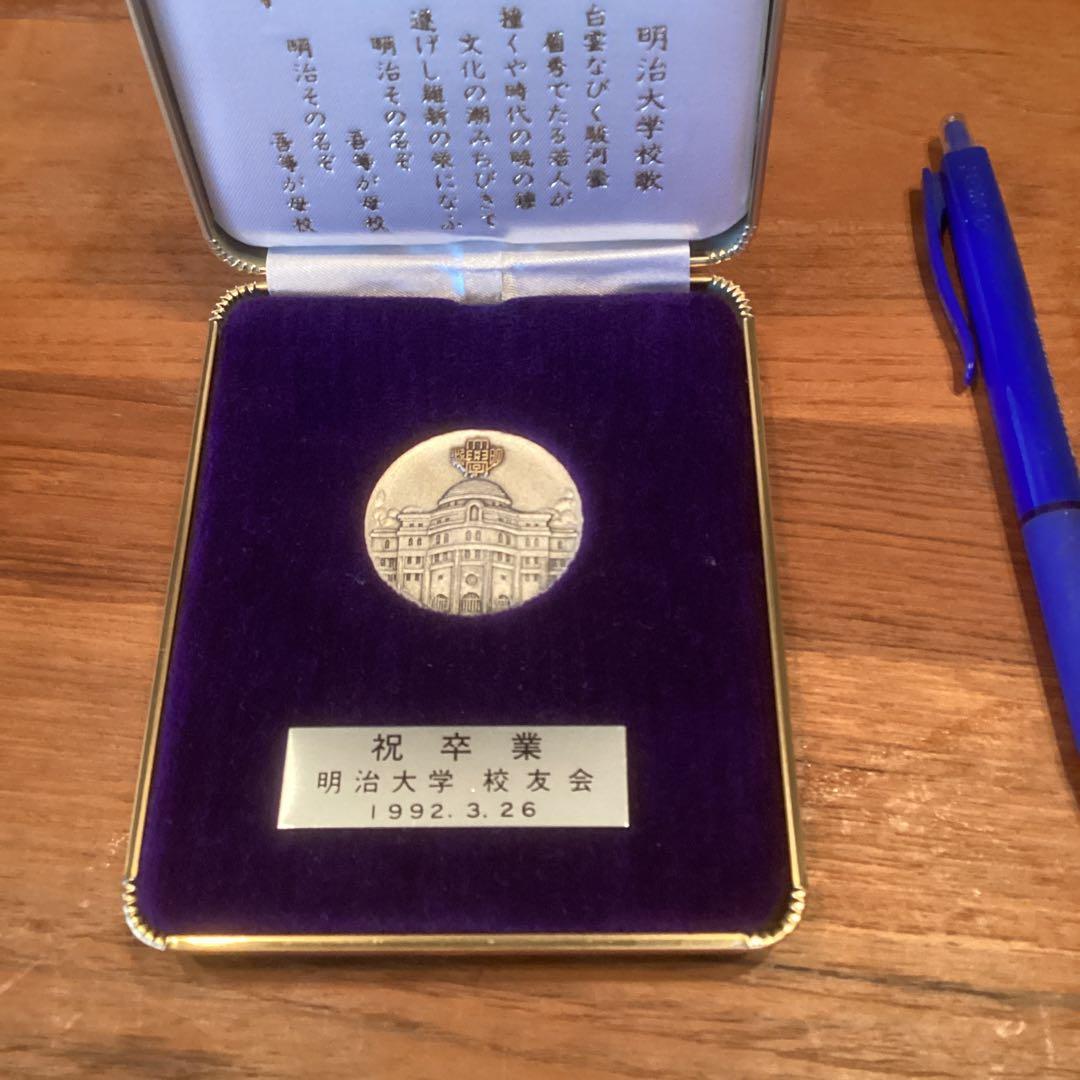 明治大学校歌
白雲なびく駿河臺
眉秀でたる若人が
撞くや時代の暁の鐘
文化の潮みちびきて
遂げし維新の栄になふ
明治その名ぞ
吾等が母校
明治その名ぞ
吾等が母校
祝 卒 業
明治大学 校友会
1992. 3. 26